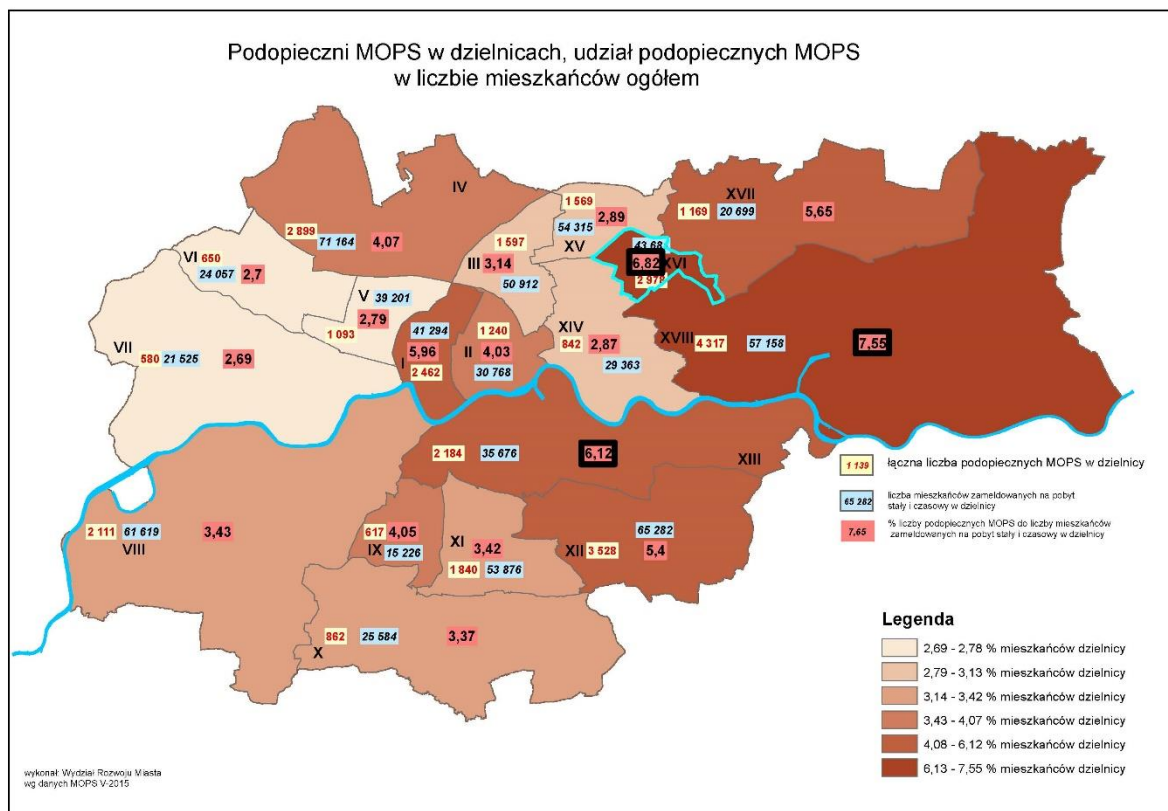 Podopieczni MOPS w dzielnicach, udział podopiecznych MOPS
w liczbie mieszkańców ogółem
IV
2 899
71 164
4,07
VI
650
24 057
2,7
V
39 201
2,79
1 093
VII
580
21 525
2,69
III
1 597
3,14
50 912
XV
1 569
2,89
54 315
XVII
1 169
20 699
5,65
43 68
6,82
XVI
2 978
I
41 294
5,96
2 462
II
1 240
4,03
30 768
XIV
842
2,87
29 363
XVIII
4 317
57 158
7,55
2 184
35 676
6,12
XIII
2 111
61 619
3,43
VIII
617
4,05
IX
15 226
XI
3,42
1 840
53 876
65 282
XII
3 528
5,4
862
25 584
3,37
X
1 139
łączna liczba podopiecznych MOPS w dzielnicy
65 282
liczba mieszkańców zameldowanych na pobyt
stały i czasowy w dzielnicy
7,65
% liczby podopiecznych MOPS do liczby mieszkańców
zameldowanych na pobyt stały i czasowy w dzielnicy
Legenda
2,69 - 2,78 % mieszkańców dzielnicy
2,79 - 3,13 % mieszkańców dzielnicy
3,14 - 3,42 % mieszkańców dzielnicy
3,43 - 4,07 % mieszkańców dzielnicy
4,08 - 6,12 % mieszkańców dzielnicy
6,13 - 7,55 % mieszkańców dzielnicy
wykonał: Wydział Rozwoju Miasta
wg danych MOPS V-2015